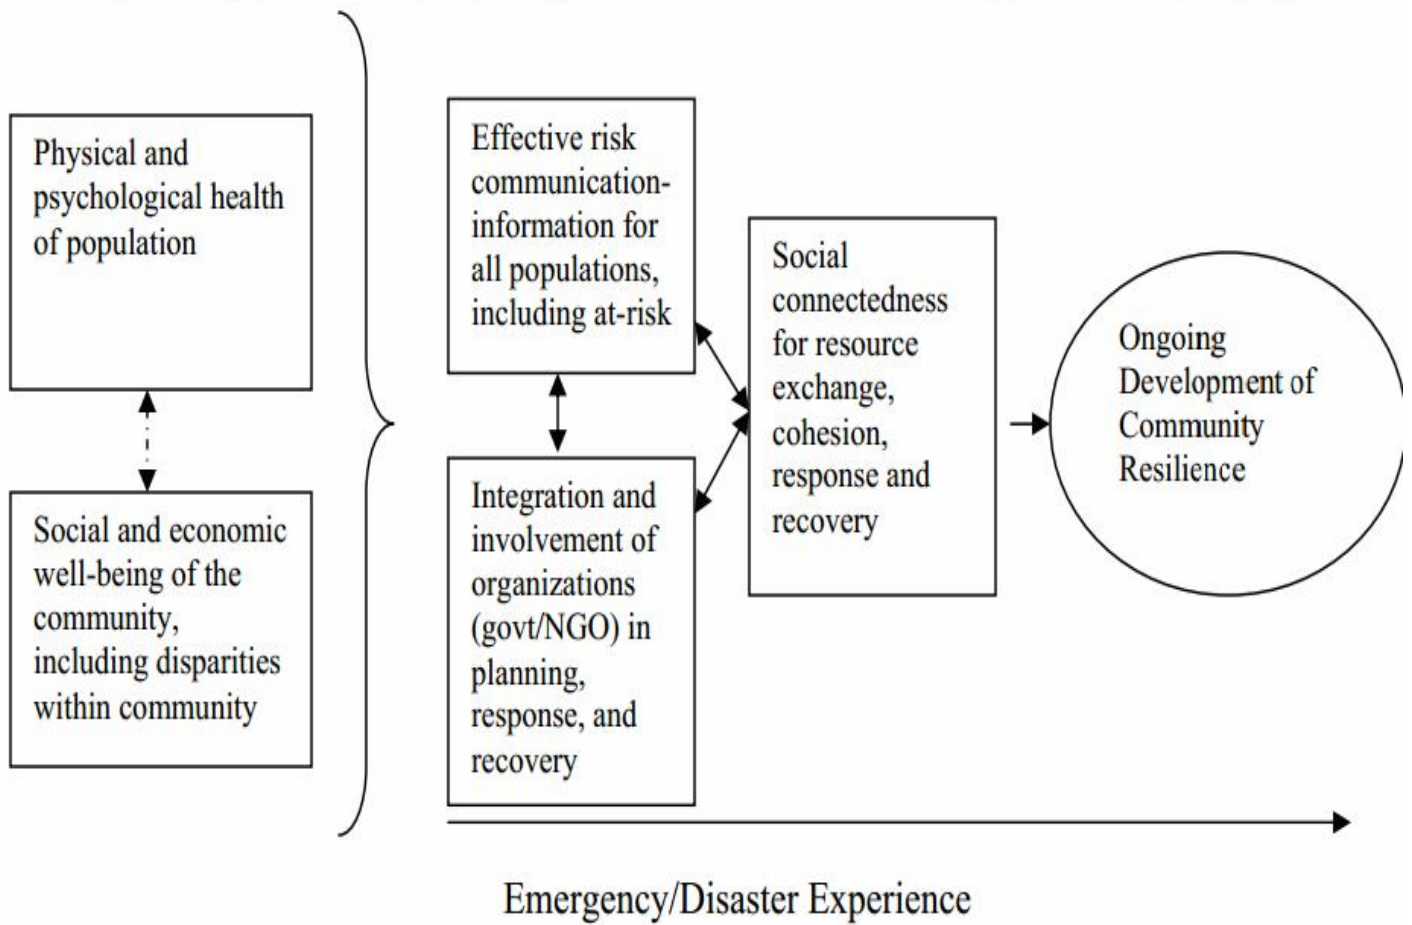 Physical and
psychological health
of population
Social and economic
well-being of the
community,
including disparities
within community
Effective risk
communication-
information for
all populations,
including at-risk
Integration and
involvement of
organizations
(govt/NGO) in
planning,
response, and
recovery
Social
connectedness
for resource
exchange,
cohesion,
response and
recovery
Ongoing
Development of
Community
Resilience
Emergency/Disaster Experience